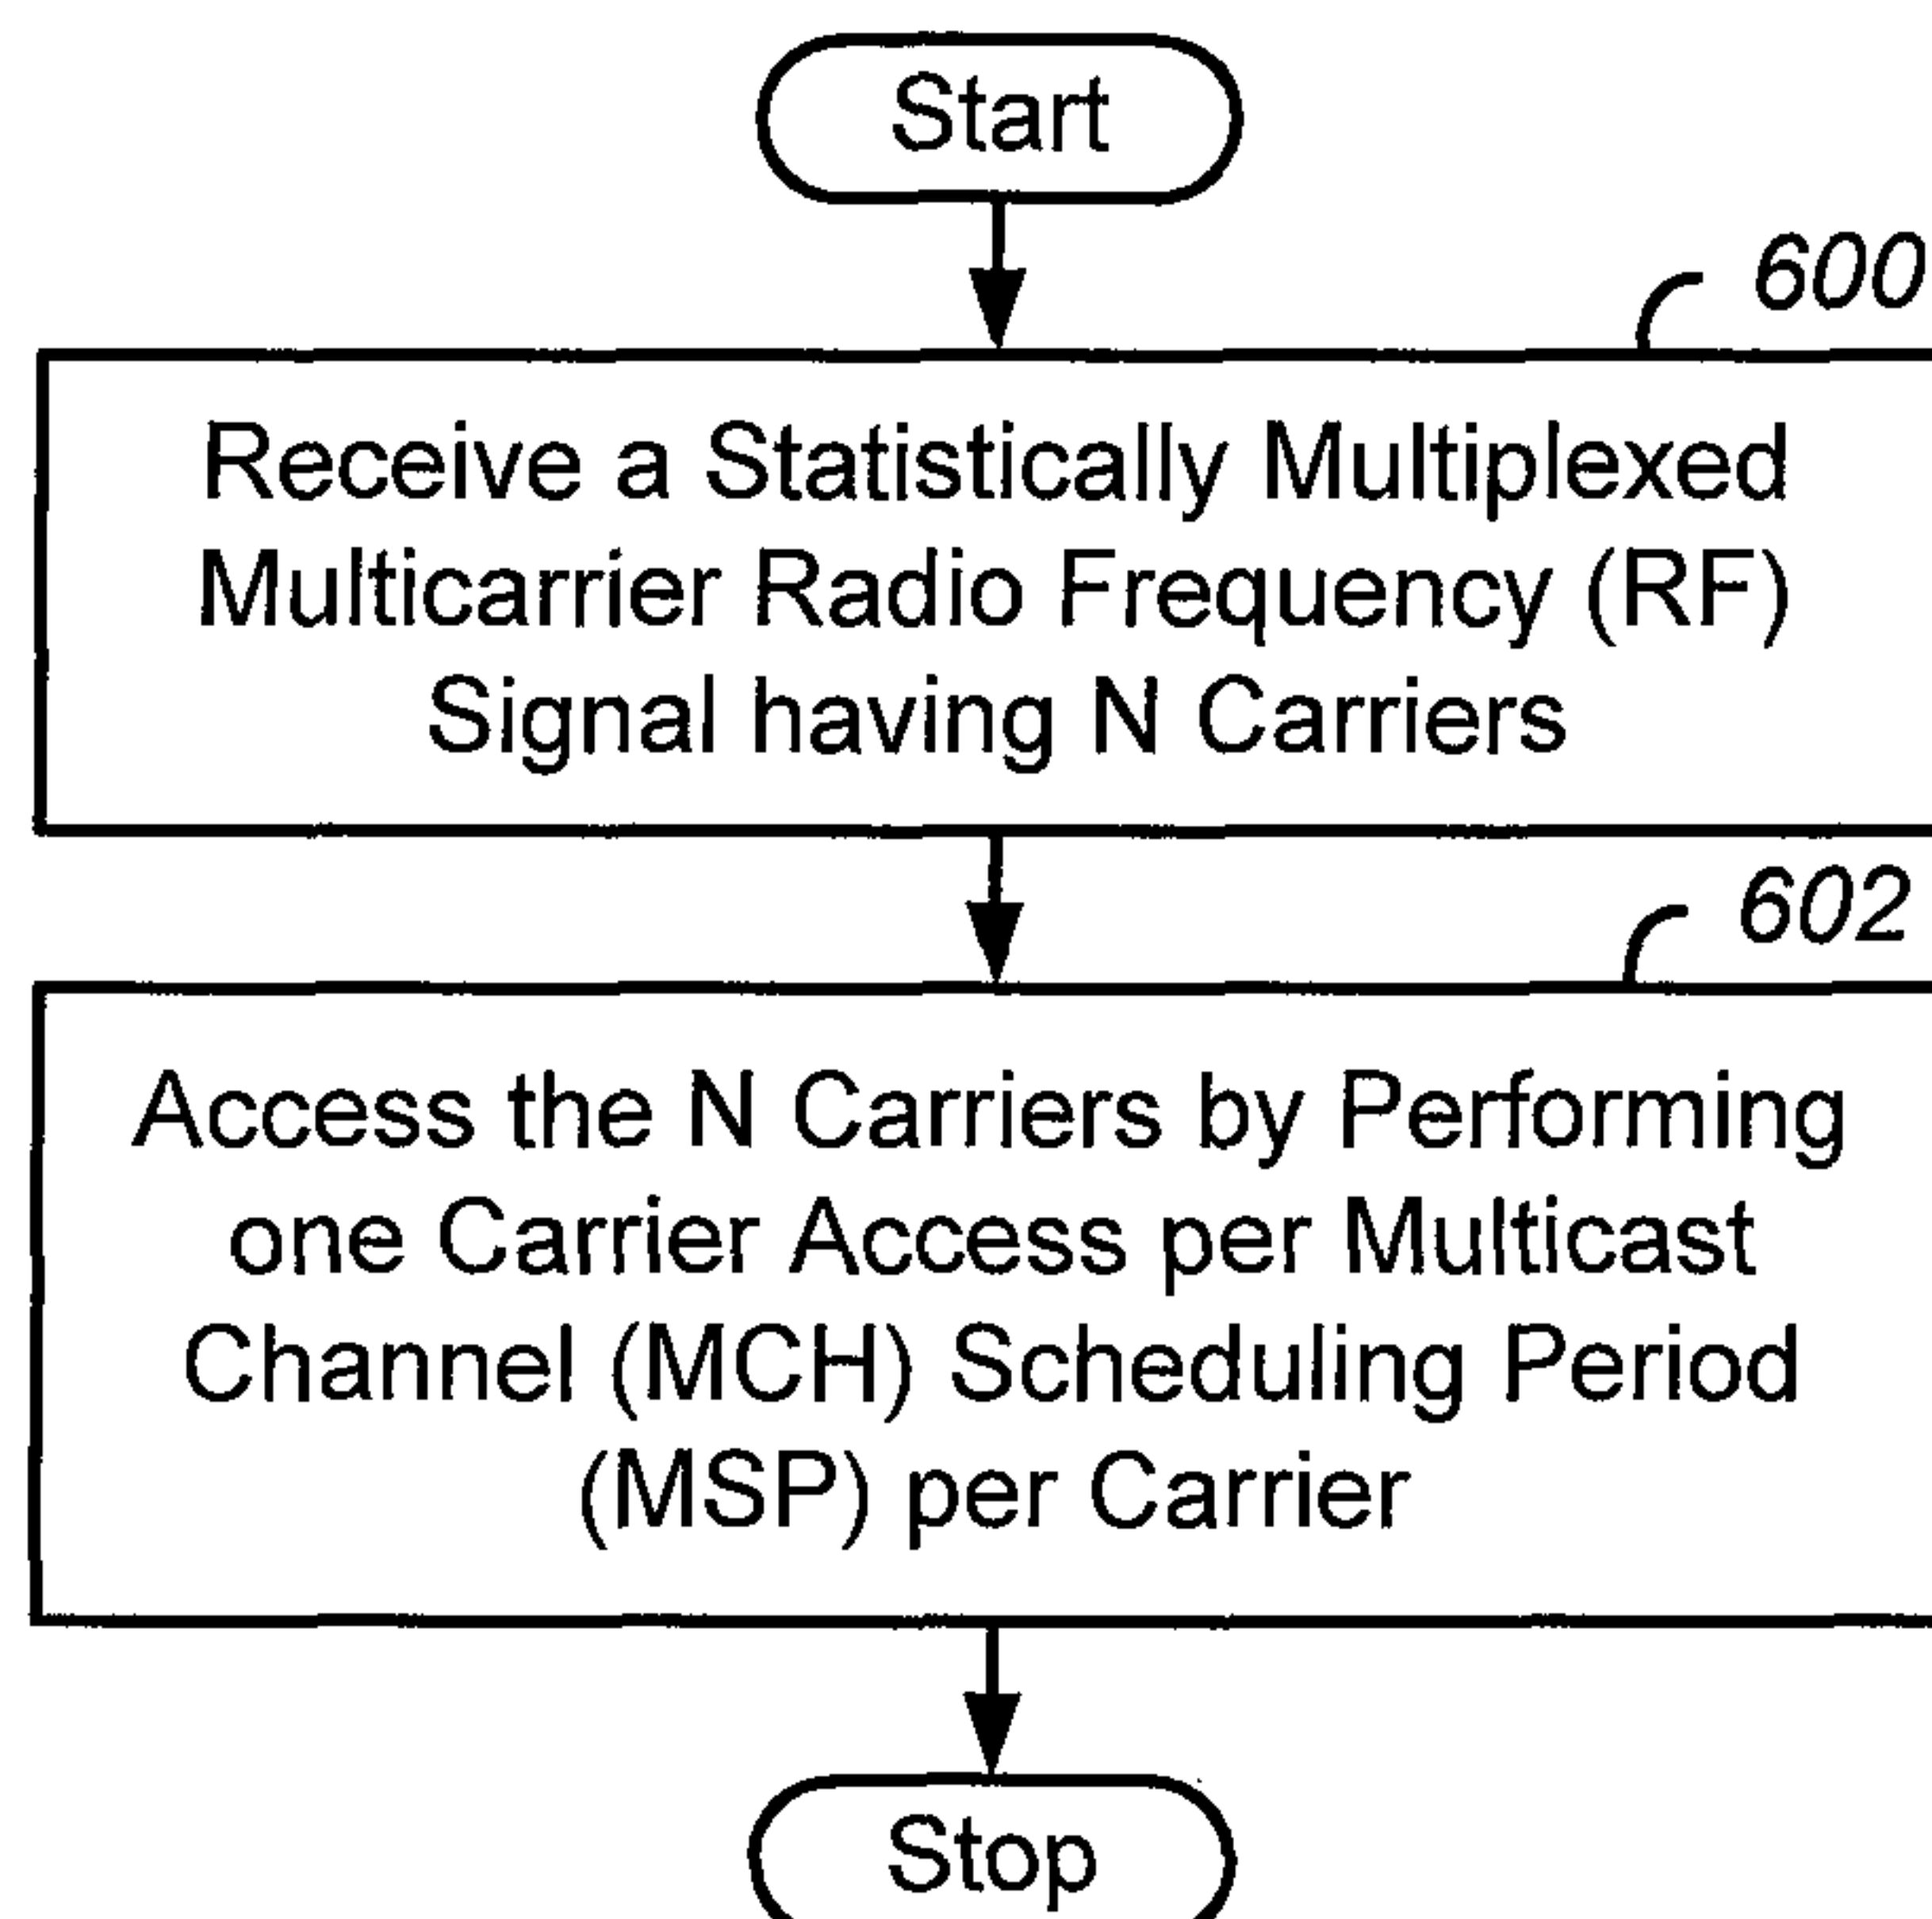 Start
600
Receive a Statistically Multiplexed
Multicarrier Radio Frequency (RF)
Signal having N Carriers
602
Access the N Carriers by Performing
one Carrier Access per Multicast
Channel (MCH) Scheduling Period
(MSP) per Carrier
Stop